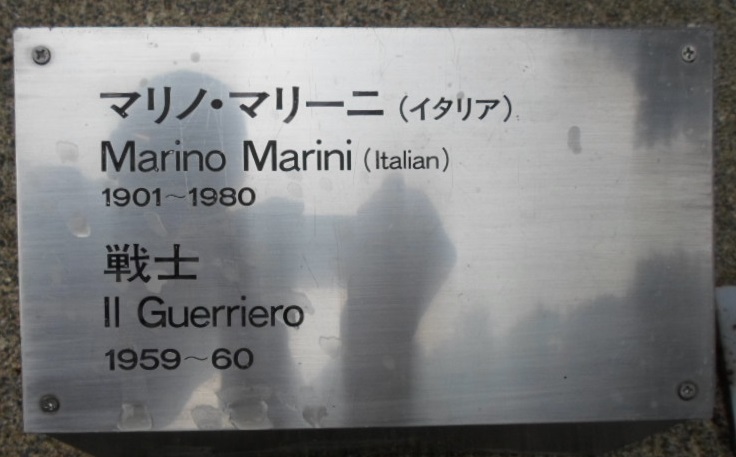 マリノ・マリーニ（イタリア）
Marino Marini (Italian)
1901〜1980
戦士
Il Guerriero
1959〜60